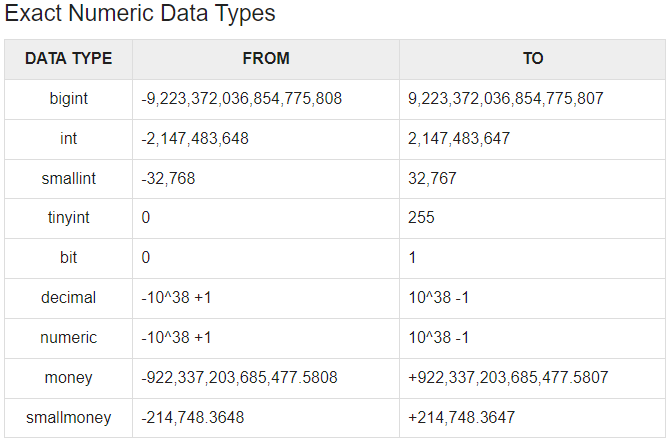 Exact Numeric Data Types
DATA TYPE FROM TO
bigint -9,223,372,036,854,775,808 9,223,372,036,854,775,807
int -2,147,483,648 2,147,483,647
smallint -32,768 32,767
tinyint 0 255
bit 0 1
decimal -10^38 +1 10^38 -1
numeric -10^38 +1 10^38 -1
money -922,337,203,685,477.5808 +922,337,203,685,477.5807
smallmoney -214,748.3648 +214,748.3647